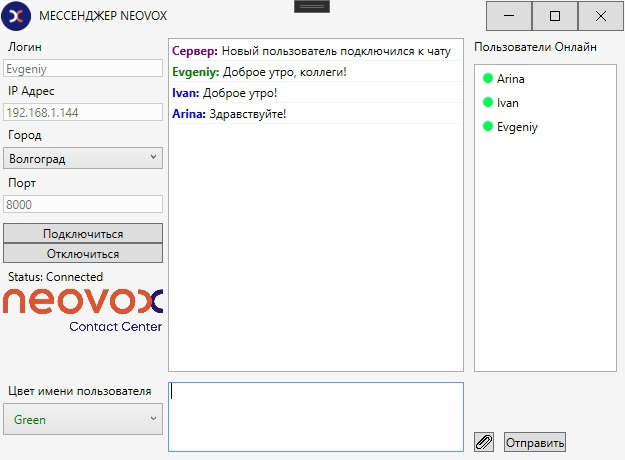 МЕССЕНДЖЕР NEOVOX
Логин
Evgeniy
IP Адрес
192.168.1.144
Город
Волгоград
Порт
8000
Подключиться
Отключиться
Status: Connected
neovox
Contact Center
Цвет имени пользователя
Green
Сервер: Новый пользователь подключился к чату
Evgeniy: Доброе утро, коллеги!
Ivan: Доброе утро!
Arina: Здравствуйте!
Пользователи Онлайн
Arina
Ivan
Evgeniy
Отправить